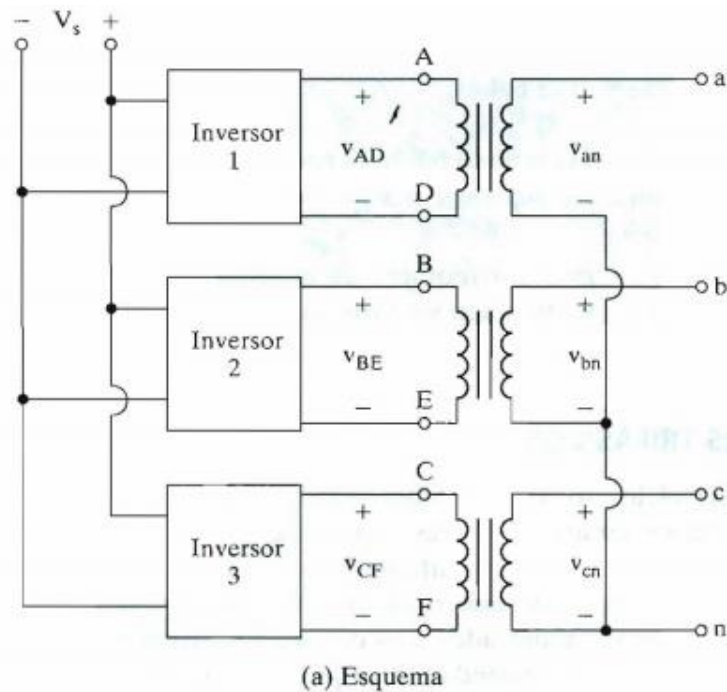 − V_s +
A
a
Inversor
1
+
v_AD
−
+
v_an
−
D
B
b
Inversor
2
+
v_BE
−
+
v_bn
−
E
C
c
Inversor
3
+
v_CF
−
+
v_cn
−
F
n
(a) Esquema